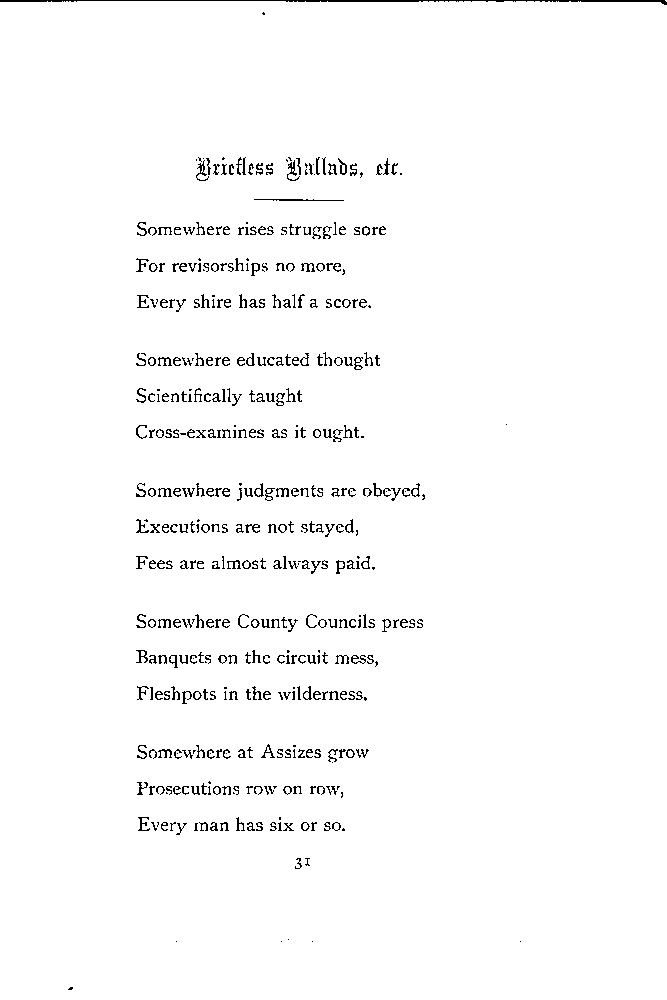 Briefless Ballads, etc.
Somewhere rises struggle sore
For revisorships no more,
Every shire has half a score.
Somewhere educated thought
Scientifically taught
Cross-examines as it ought.
Somewhere judgments are obeyed,
Executions are not stayed,
Fees are almost always paid.
Somewhere County Councils press
Banquets on the circuit mess,
Fleshpots in the wilderness.
Somewhere at Assizes grow
Prosecutions row on row,
Every man has six or so.
31